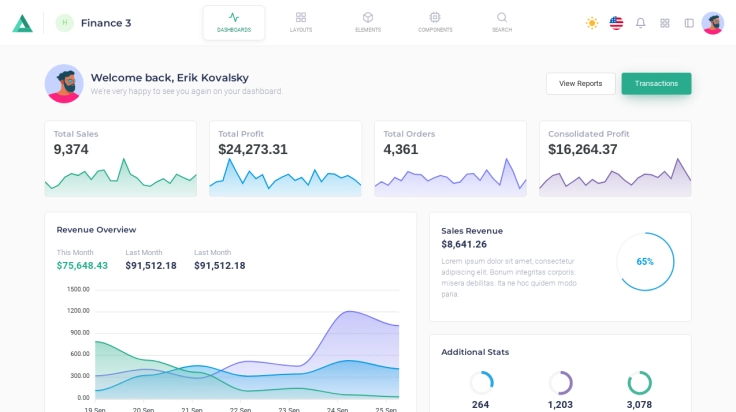 H
Finance 3
DASHBOARDS
LAYOUTS
ELEMENTS
COMPONENTS
SEARCH
Welcome back, Erik Kovalsky
We're very happy to see you again on your dashboard.
View Reports
Transactions
Total Sales
9,374
Total Profit
$24,273.31
Total Orders
4,361
Consolidated Profit
$16,264.37
Revenue Overview
This Month
$75,648.43
Last Month
$91,512.18
Last Month
$91,512.18
1500.00
1200.00
900.00
600.00
300.00
0.00
19 Sep
20 Sep
21 Sep
22 Sep
23 Sep
24 Sep
25 Sep
Sales Revenue
$8,641.26
Lorem ipsum dolor sit amet, consectetur
adipiscing elit. Bonum integritas corporis:
misera debilitas. Ita ne hoc quidem modo
paria.
65%
Additional Stats
264
1,203
3,078